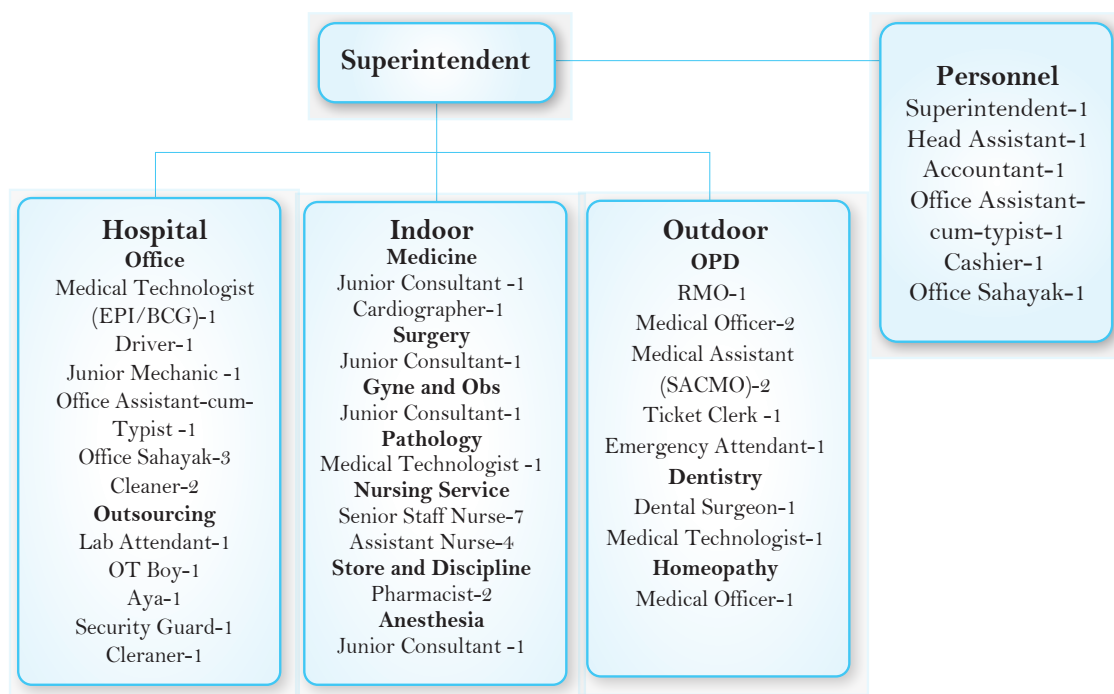 Superintendent
Personnel
Superintendent-1
Head Assistant-1
Accountant-1
Office Assistant-
cum-typist-1
Cashier-1
Office Sahayak-1
Hospital
Office
Medical Technologist
(EPI/BCG)-1
Driver-1
Junior Mechanic -1
Office Assistant-cum-
Typist -1
Office Sahayak-3
Cleaner-2
Outsourcing
Lab Attendant-1
OT Boy-1
Aya-1
Security Guard-1
Cleraner-1
Indoor
Medicine
Junior Consultant -1
Cardiographer-1
Surgery
Junior Consultant-1
Gyne and Obs
Junior Consultant-1
Pathology
Medical Technologist -1
Nursing Service
Senior Staff Nurse-7
Assistant Nurse-4
Store and Discipline
Pharmacist-2
Anesthesia
Junior Consultant -1
Outdoor
OPD
RMO-1
Medical Officer-2
Medical Assistant
(SACMO)-2
Ticket Clerk -1
Emergency Attendant-1
Dentistry
Dental Surgeon-1
Medical Technologist-1
Homeopathy
Medical Officer-1